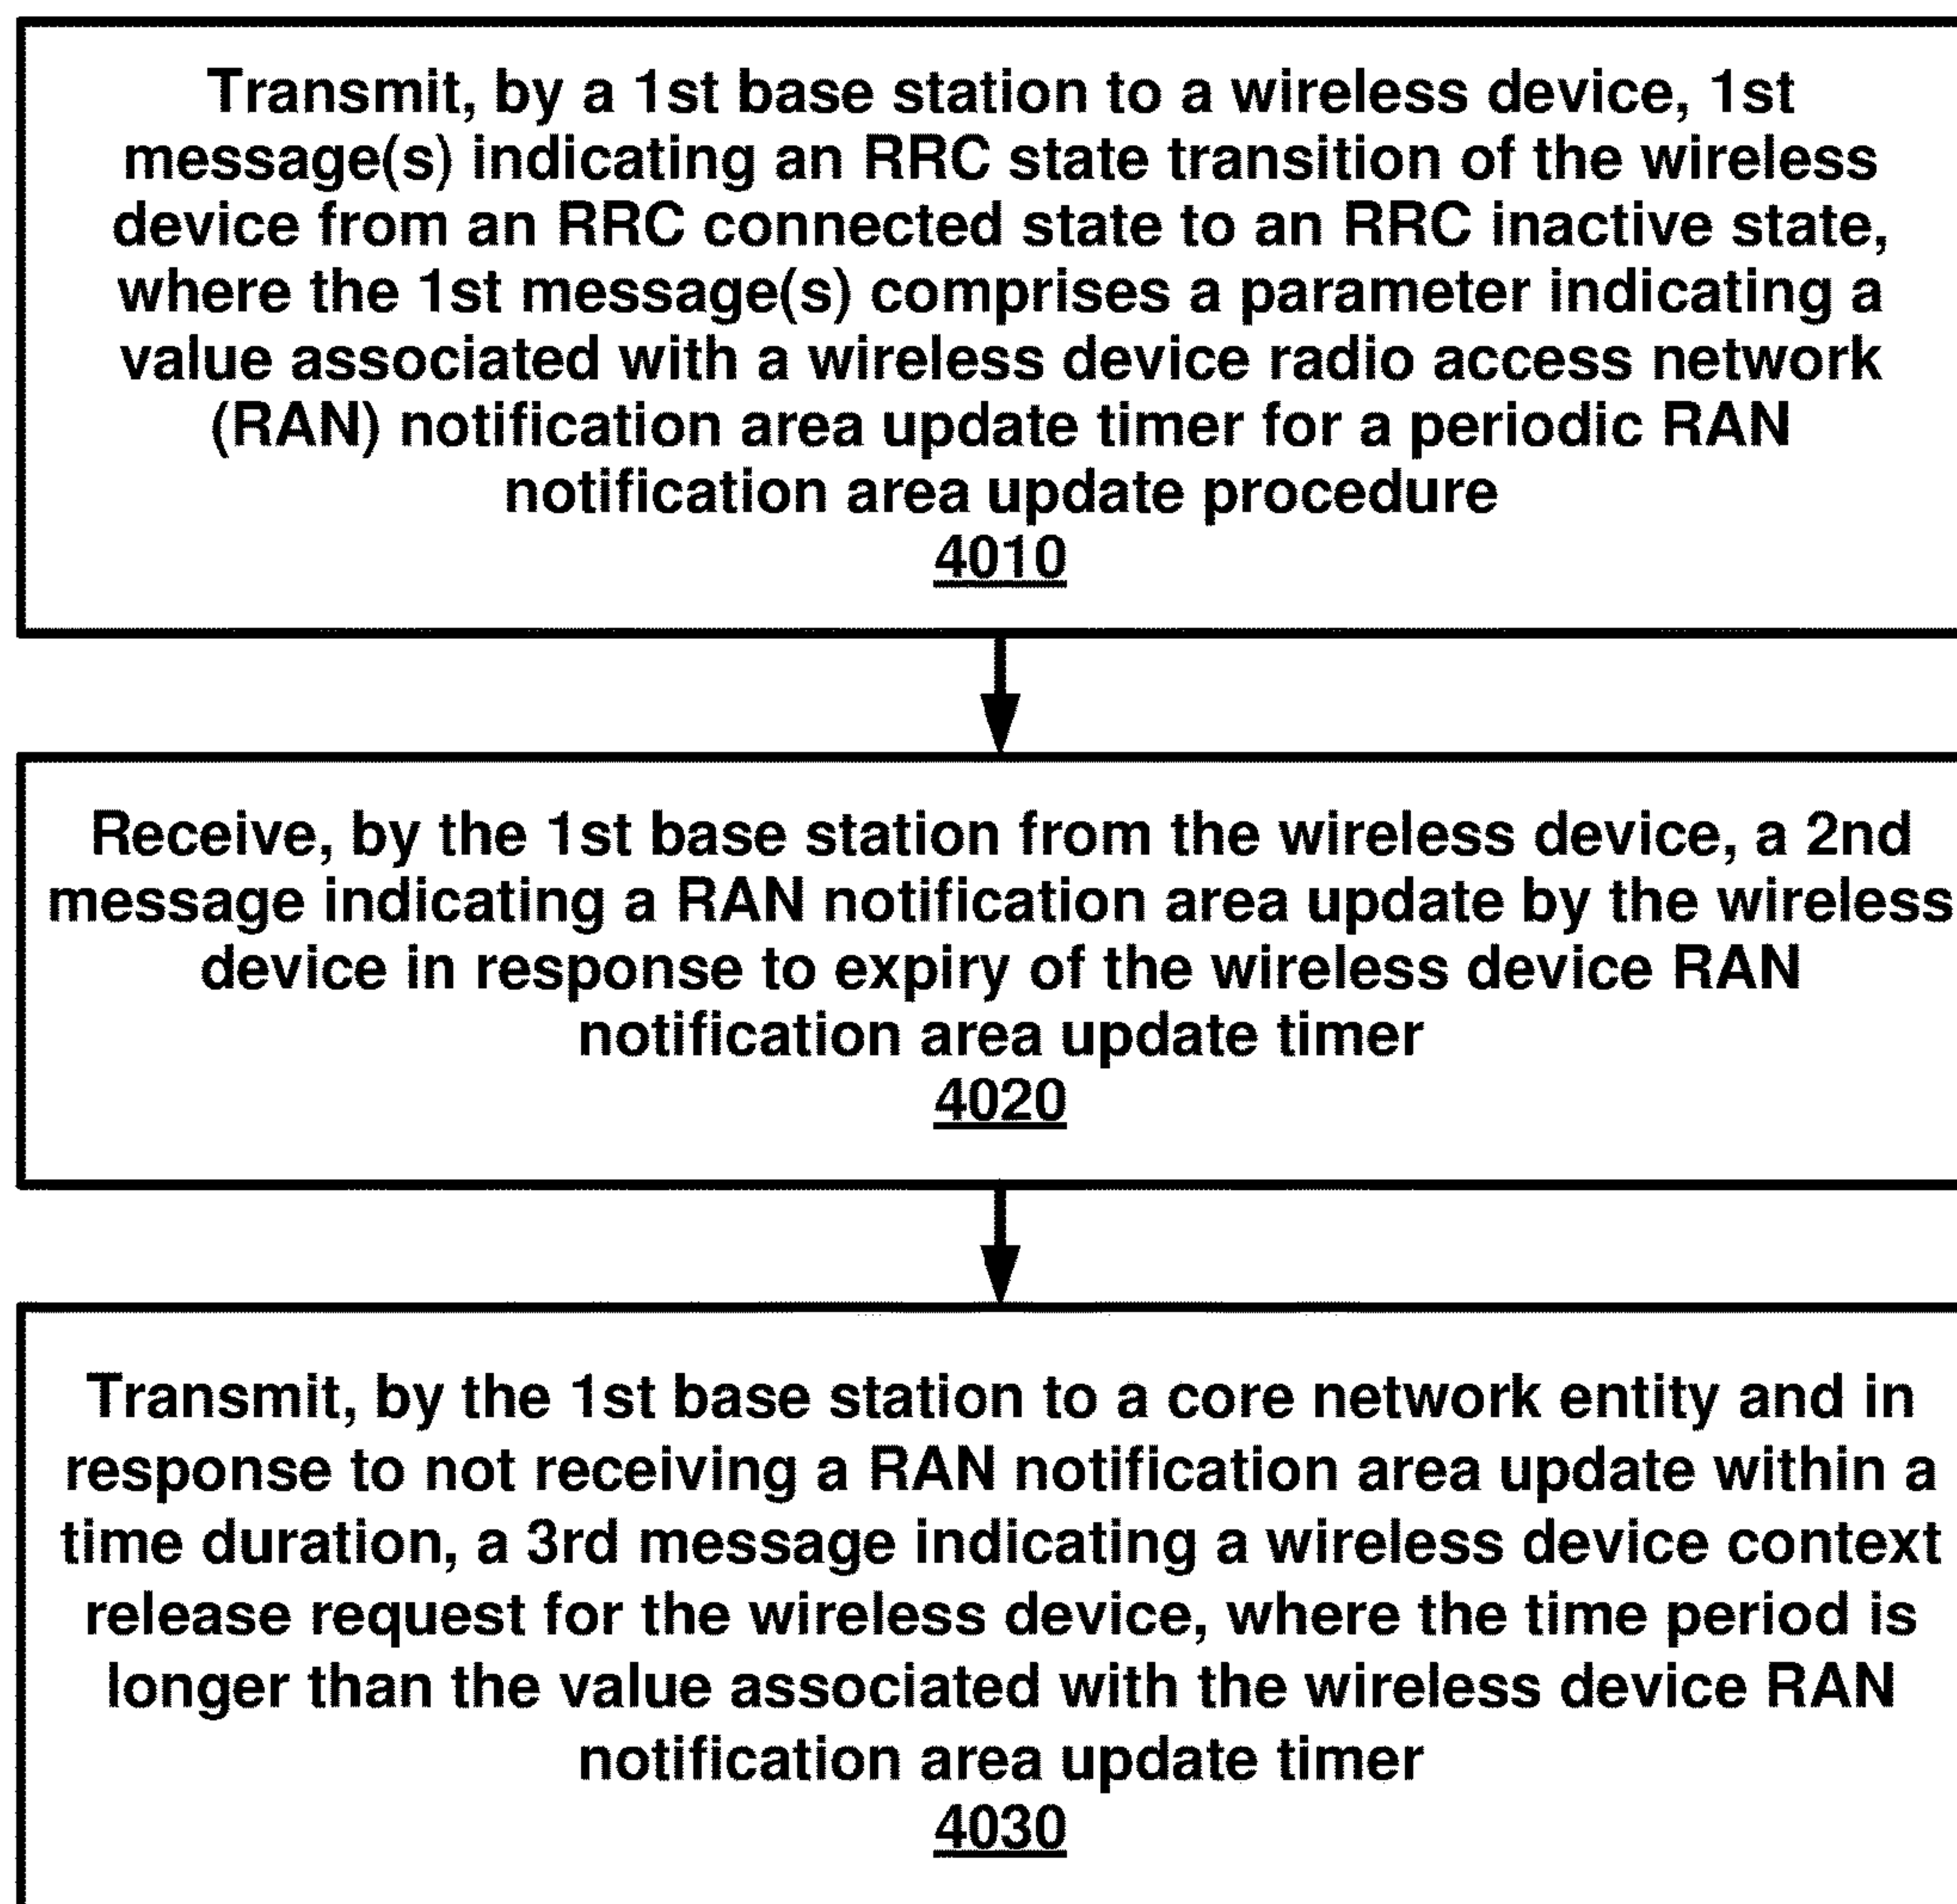 Transmit, by a 1st base station to a wireless device, 1st
message(s) indicating an RRC state transition of the wireless
device from an RRC connected state to an RRC inactive state,
where the 1st message(s) comprises a parameter indicating a
value associated with a wireless device radio access network
(RAN) notification area update timer for a periodic RAN
notification area update procedure
4010
Receive, by the 1st base station from the wireless device, a 2nd
message indicating a RAN notification area update by the wireless
device in response to expiry of the wireless device RAN
notification area update timer
4020
Transmit, by the 1st base station to a core network entity and in
response to not receiving a RAN notification area update within a
time duration, a 3rd message indicating a wireless device context
release request for the wireless device, where the time period is
longer than the value associated with the wireless device RAN
notification area update timer
4030